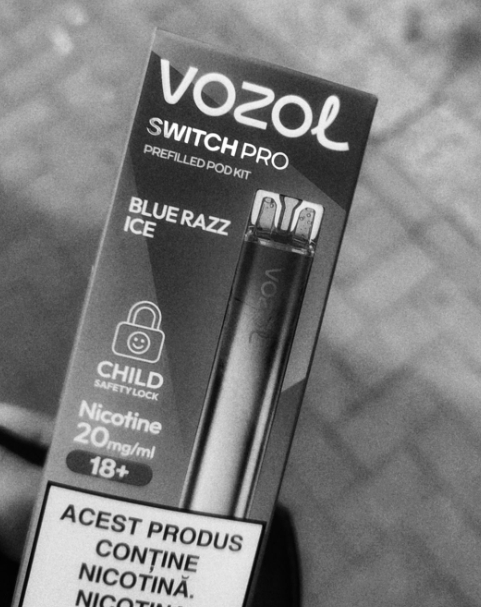 VOZOL
SWITCH PRO
PREFILLED POD KIT
BLUE RAZZ
ICE
VOZOL
CHILD
SAFETY LOCK
Nicotine
20mg/ml
18+
ACEST PRODUS
CONȚINE
NICOTINĂ.